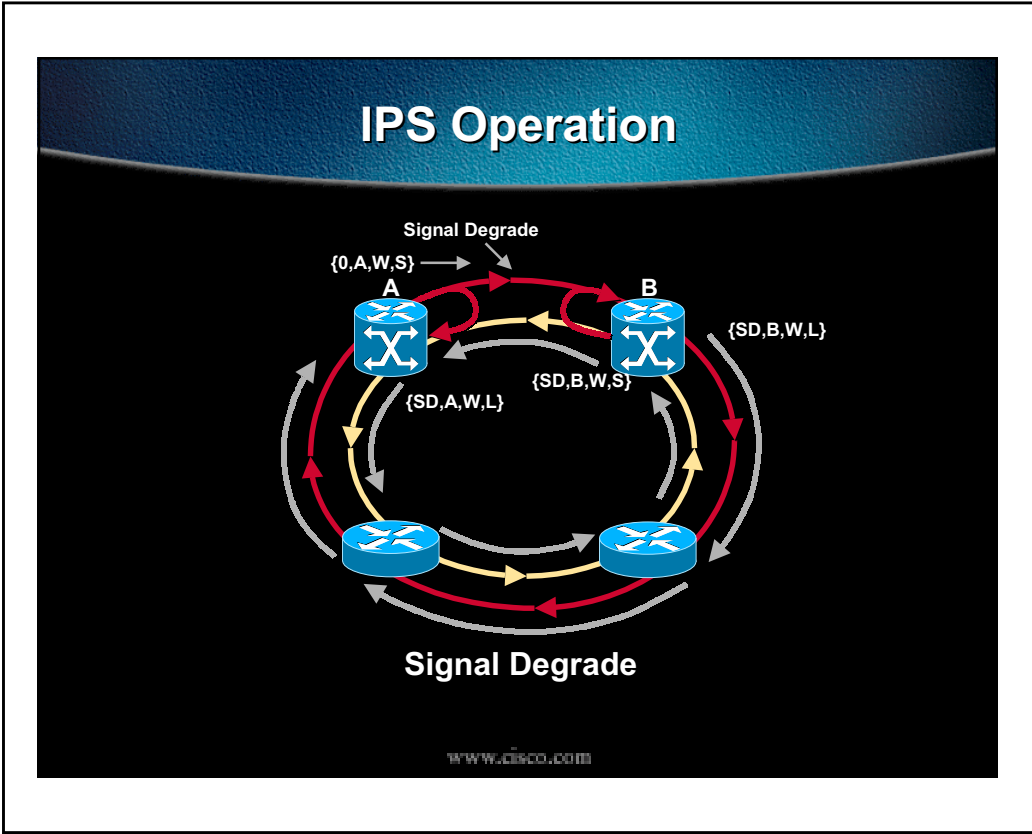 IPS Operation
Signal Degrade
{0,A,W,S}
A
B
{SD,B,W,L}
{SD,B,W,S}
{SD,A,W,L}
Signal Degrade
www.cisco.com